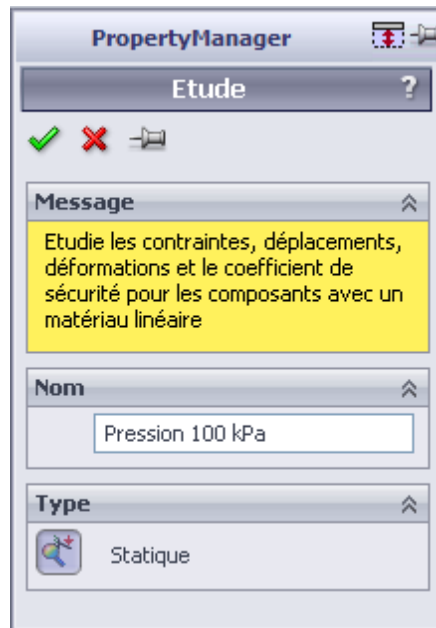 PropertyManager
Etude ?
Message
Etudie les contraintes, déplacements,
déformations et le coefficient de
sécurité pour les composants avec un
matériau linéaire
Nom
Pression 100 kPa
Type
Statique